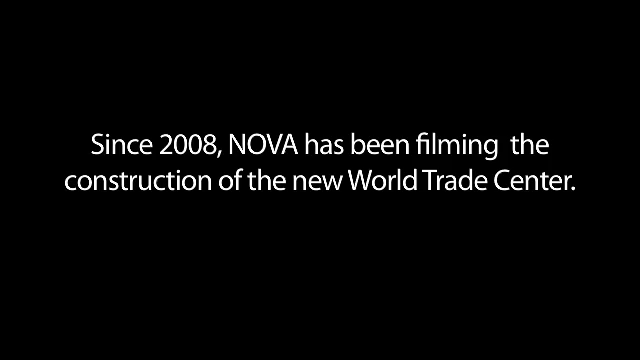 Since 2008, NOVA has been filming  the
construction of the new World Trade Center.